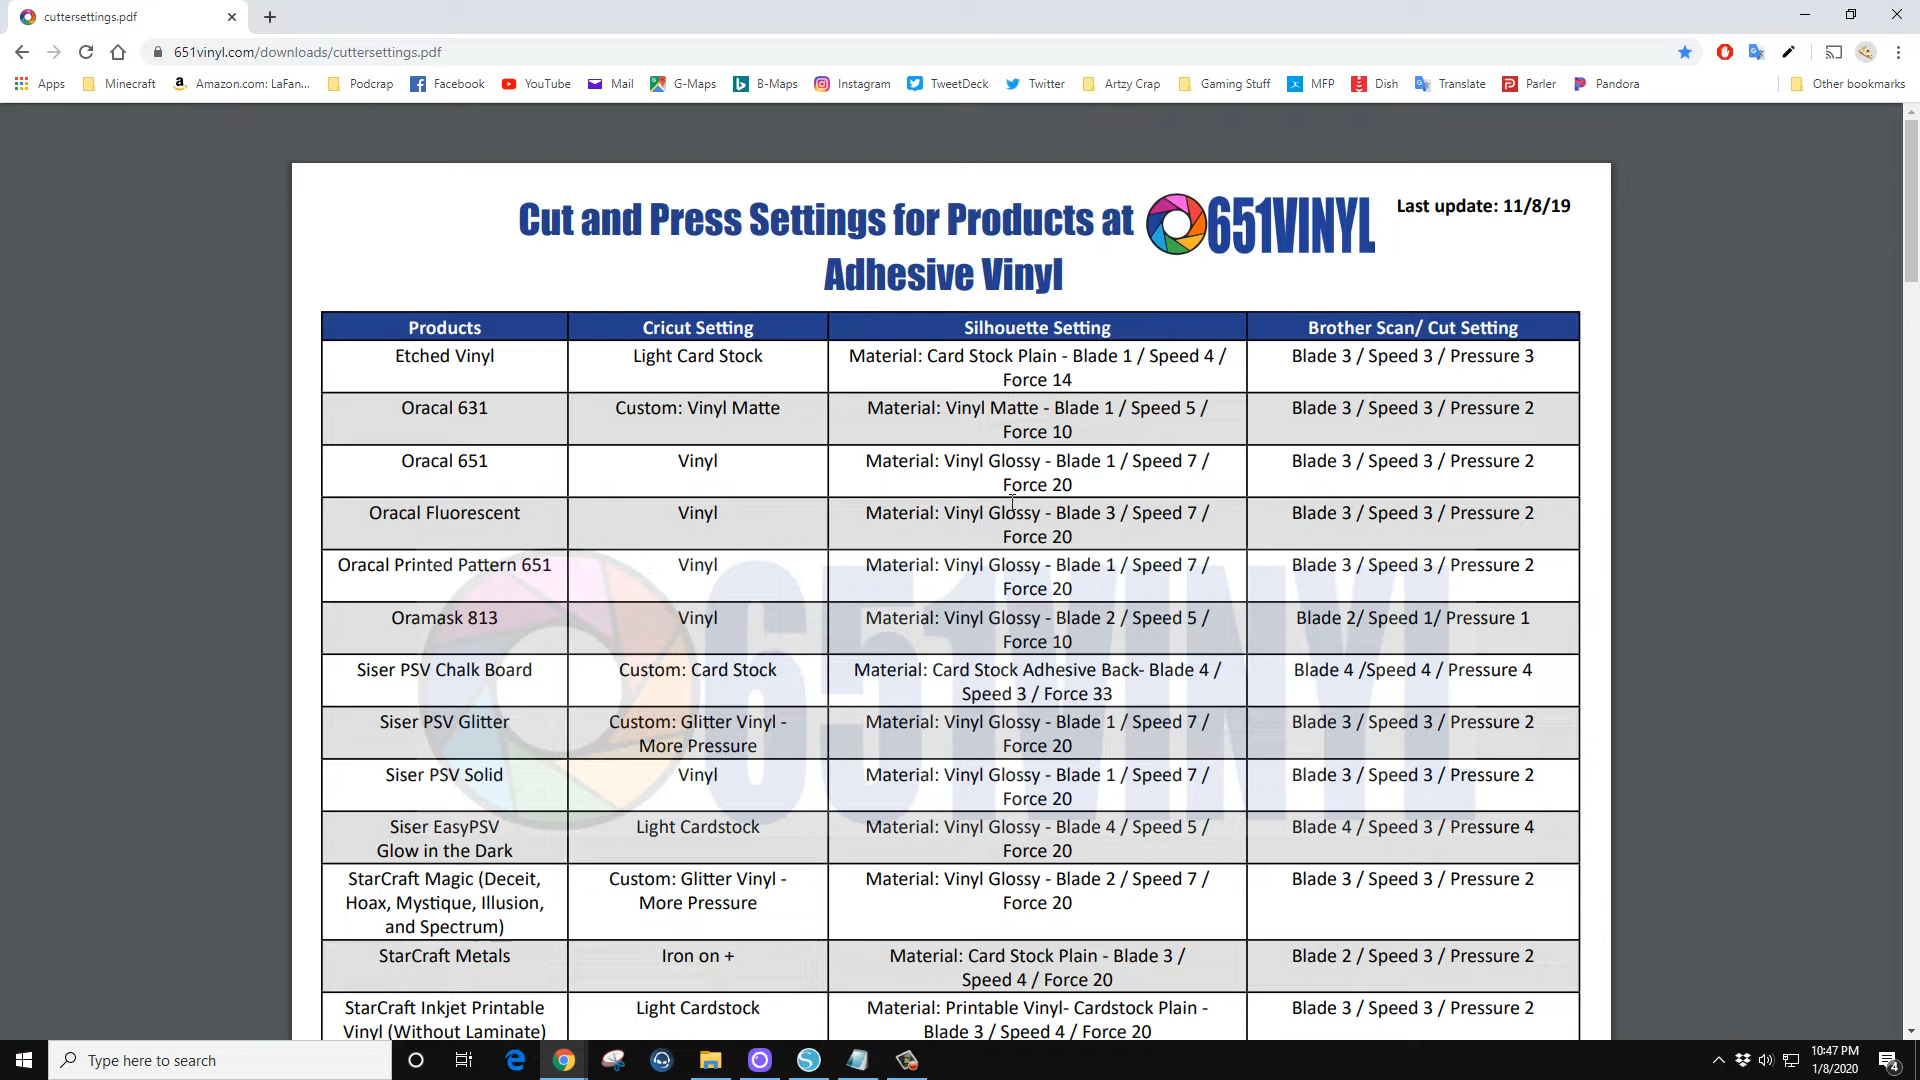 cuttersettings.pdf
651vinyl.com/downloads/cuttersettings.pdf
Apps Minecraft Amazon.com: LaFan... Podcrap Facebook YouTube Mail G-Maps B-Maps Instagram TweetDeck Twitter Artzy Crap Gaming Stuff MFP Dish Translate Parler Pandora Other bookmarks
Cut and Press Settings for Products at 651VINYL Last update: 11/8/19
Adhesive Vinyl
Products Cricut Setting Silhouette Setting Brother Scan/ Cut Setting
Etched Vinyl Light Card Stock Material: Card Stock Plain - Blade 1 / Speed 4 / Blade 3 / Speed 3 / Pressure 3
Force 14
Oracal 631 Custom: Vinyl Matte Material: Vinyl Matte - Blade 1 / Speed 5 / Blade 3 / Speed 3 / Pressure 2
Force 10
Oracal 651 Vinyl Material: Vinyl Glossy - Blade 1 / Speed 7 / Blade 3 / Speed 3 / Pressure 2
Force 20
Oracal Fluorescent Vinyl Material: Vinyl Glossy - Blade 3 / Speed 7 / Blade 3 / Speed 3 / Pressure 2
Force 20
Oracal Printed Pattern 651 Vinyl Material: Vinyl Glossy - Blade 1 / Speed 7 / Blade 3 / Speed 3 / Pressure 2
Force 20
Oramask 813 Vinyl Material: Vinyl Glossy - Blade 2 / Speed 5 / Blade 2/ Speed 1/ Pressure 1
Force 10
Siser PSV Chalk Board Custom: Card Stock Material: Card Stock Adhesive Back- Blade 4 / Blade 4 /Speed 4 / Pressure 4
Speed 3 / Force 33
Siser PSV Glitter Custom: Glitter Vinyl - Material: Vinyl Glossy - Blade 1 / Speed 7 / Blade 3 / Speed 3 / Pressure 2
More Pressure Force 20
Siser PSV Solid Vinyl Material: Vinyl Glossy - Blade 1 / Speed 7 / Blade 3 / Speed 3 / Pressure 2
Force 20
Siser EasyPSV Light Cardstock Material: Vinyl Glossy - Blade 4 / Speed 5 / Blade 4 / Speed 3 / Pressure 4
Glow in the Dark Force 20
StarCraft Magic (Deceit, Custom: Glitter Vinyl - Material: Vinyl Glossy - Blade 2 / Speed 7 / Blade 3 / Speed 3 / Pressure 2
Hoax, Mystique, Illusion, More Pressure Force 20
and Spectrum)
StarCraft Metals Iron on + Material: Card Stock Plain - Blade 3 / Blade 2 / Speed 3 / Pressure 2
Speed 4 / Force 20
StarCraft Inkjet Printable Light Cardstock Material: Printable Vinyl- Cardstock Plain - Blade 3 / Speed 3 / Pressure 2
Vinyl (Without Laminate) Blade 3 / Speed 4 / Force 20
651VINYL
Type here to search
10:47 PM
1/8/2020
4